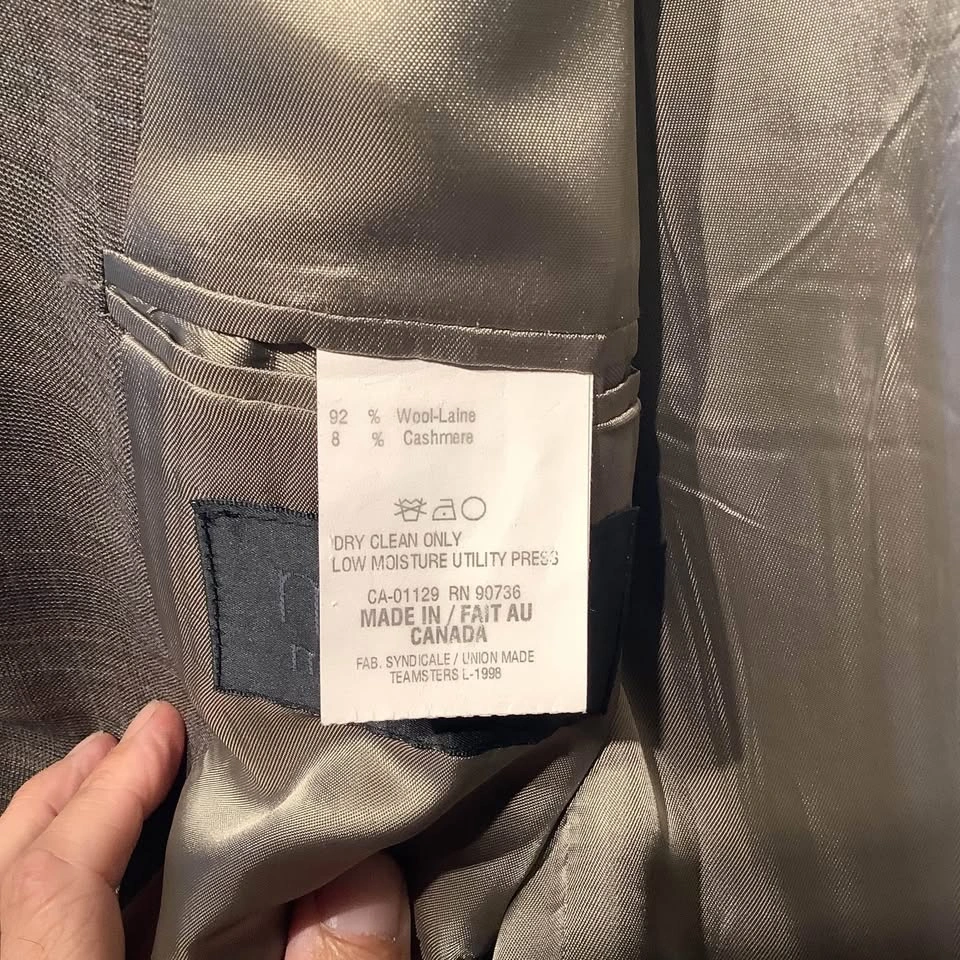 92 % Wool-Laine
8 % Cashmere
DRY CLEAN ONLY
LOW MOISTURE UTILITY PRESS
CA-01129 RN 90736
MADE IN / FAIT AU
CANADA
FAB. SYNDICALE / UNION MADE
TEAMSTERS L-1998